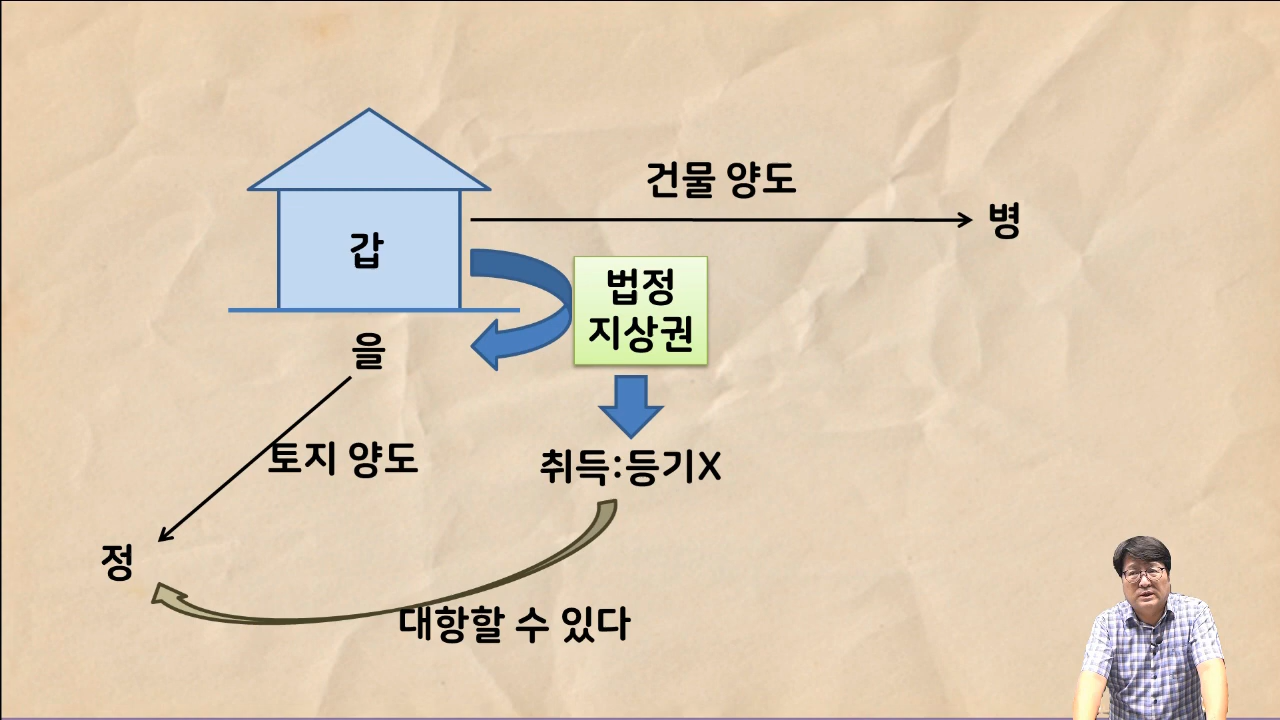 건물 양도
병
갑
법정
지상권
을
토지 양도
취득:등기X
정
대항할 수 있다